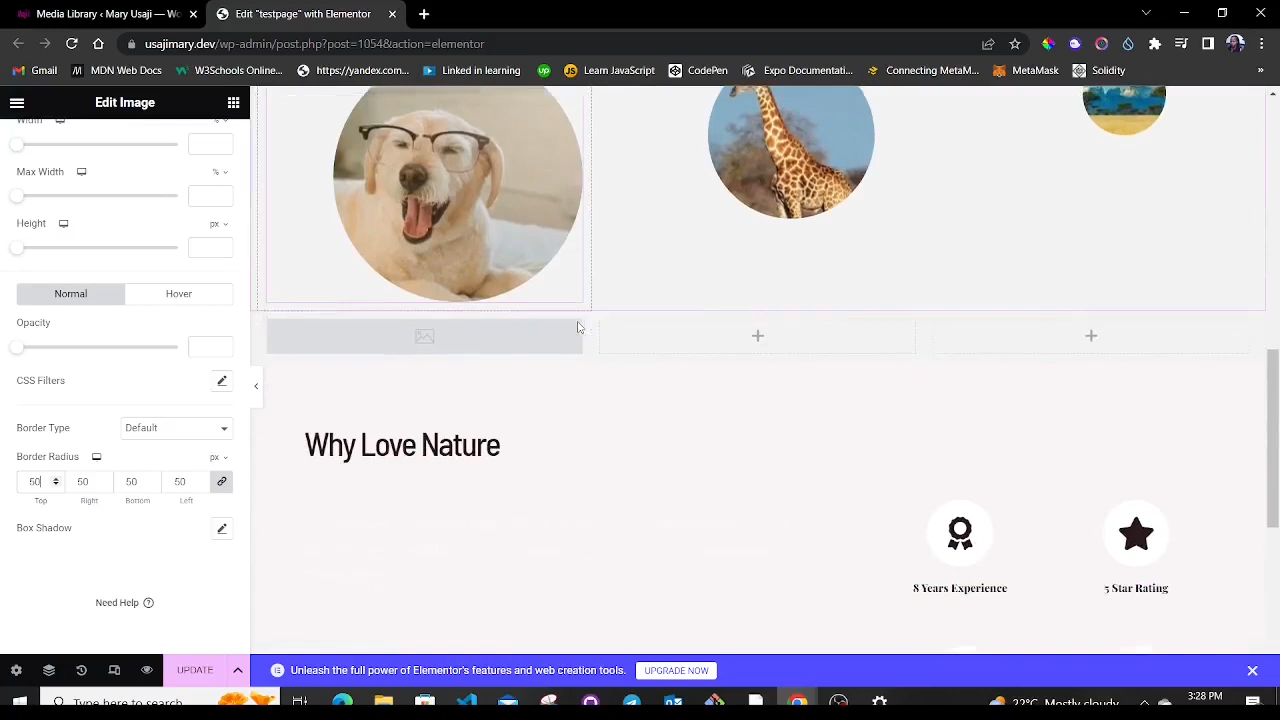 Media Library ‹ Mary Usaji — Wo
Edit "testpage" with Elementor
usajimary.dev/wp-admin/post.php?post=1054&action=elementor
Gmail
MDN Web Docs
W3Schools Online...
https://yandex.com...
Linked in learning
Learn JavaScript
CodePen
Expo Documentati...
Connecting MetaM...
MetaMask
Solidity
»
Edit Image
Width
%
Max Width
%
Height
px
Normal
Hover
Opacity
CSS Filters
Border Type
Default
Border Radius
px
50
50
50
50
Top
Right
Bottom
Left
Box Shadow
Need Help
UPDATE
Why Love Nature
8 Years Experience
5 Star Rating
Unleash the full power of Elementor's features and web creation tools.
UPGRADE NOW
Type here to search
22°C Mostly cloudy
3:28 PM